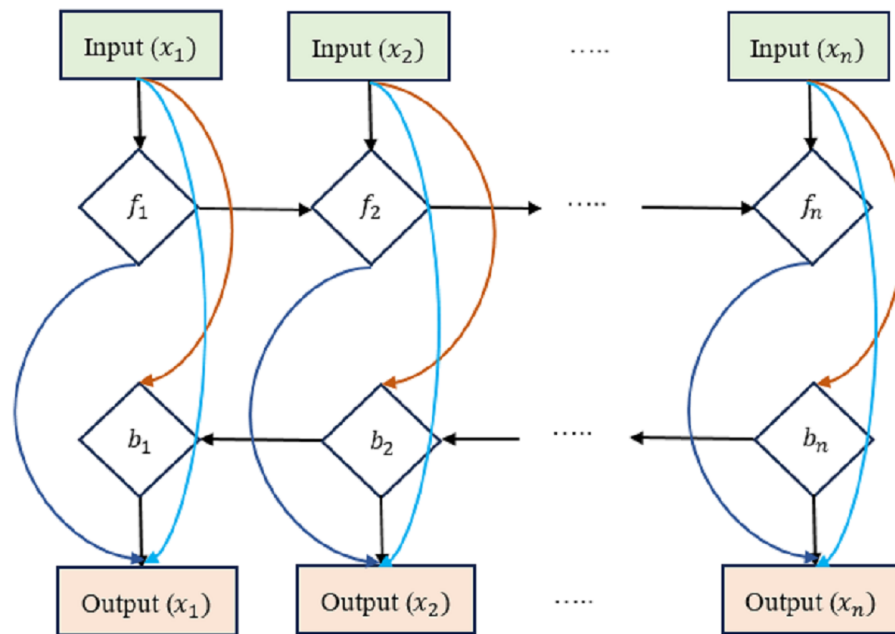 Input (x₁) Input (x₂) ..... Input (xₙ)
f₁ f₂ ..... fₙ
b₁ b₂ ..... bₙ
Output (x₁) Output (x₂) ..... Output (xₙ)